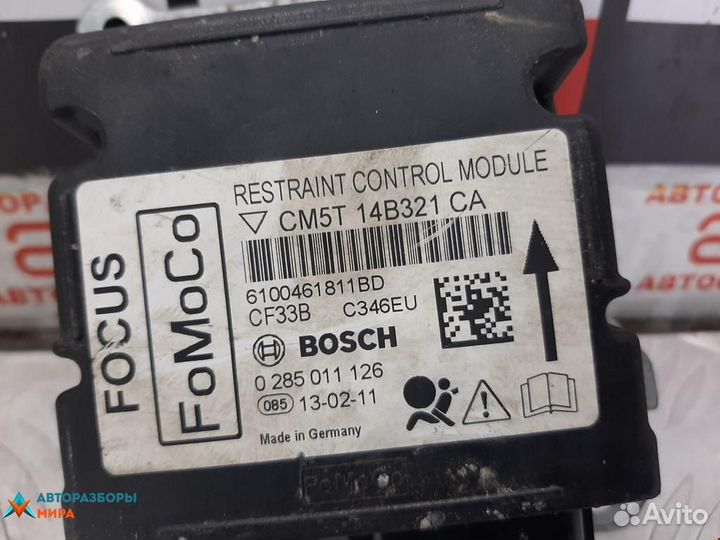 RESTRAINT CONTROL MODULE
CM5T 14B321 CA
6100461811BD
CF33B C346EU
BOSCH
0 285 011 126
085 13-02-11
Made in Germany
FOCUS
FoMoCo
FoMoCo
АВТОРАЗБОРЫ
МИРА
Avito